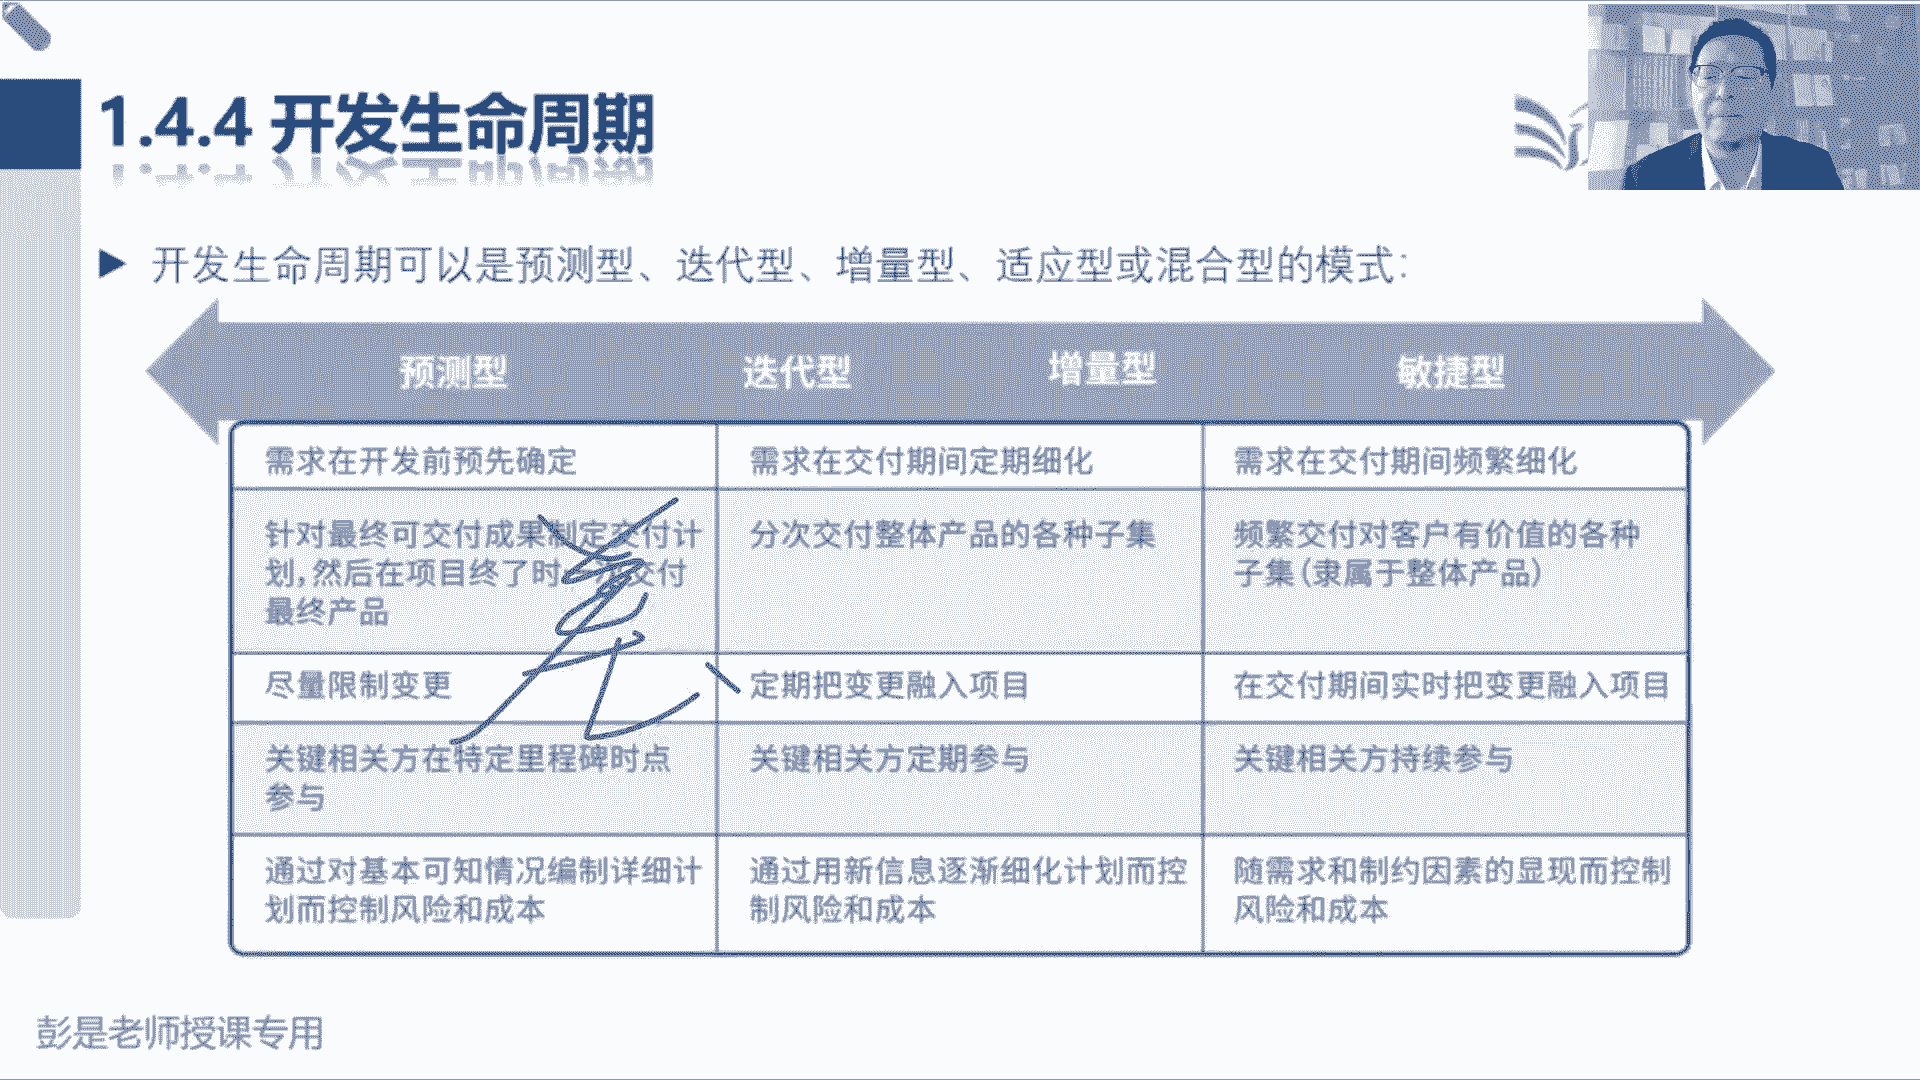 1.4.4 开发生命周期
开发生命周期可以是预测型、迭代型、增量型、适应型或混合型的模式：
预测型 迭代型 增量型 敏捷型
需求在开发前预先确定
需求在交付期间定期细化
需求在交付期间频繁细化
针对最终可交付成果制定交付计
划，然后在项目终了时 交付
最终产品
分次交付整体产品的各种子集
频繁交付对客户有价值的各种
子集（隶属于整体产品）
尽量限制变更
定期把变更融入项目
在交付期间实时把变更融入项目
关键相关方在特定里程碑时点
参与
关键相关方定期参与
关键相关方持续参与
通过对基本可知情况编制详细计
划而控制风险和成本
通过用新信息逐渐细化计划而控
制风险和成本
随需求和制约因素的显现而控制
风险和成本
彭是老师授课专用